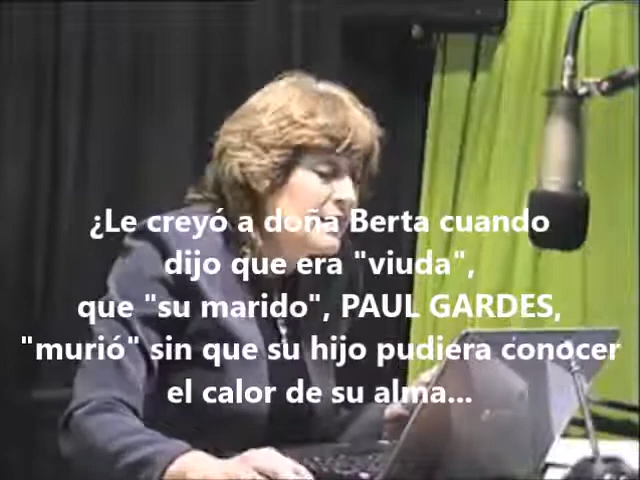 ¿Le creyó a doña Berta cuando
dijo que era "viuda",
que "su marido", PAUL GARDES,
"murió" sin que su hijo pudiera conocer
el calor de su alma...